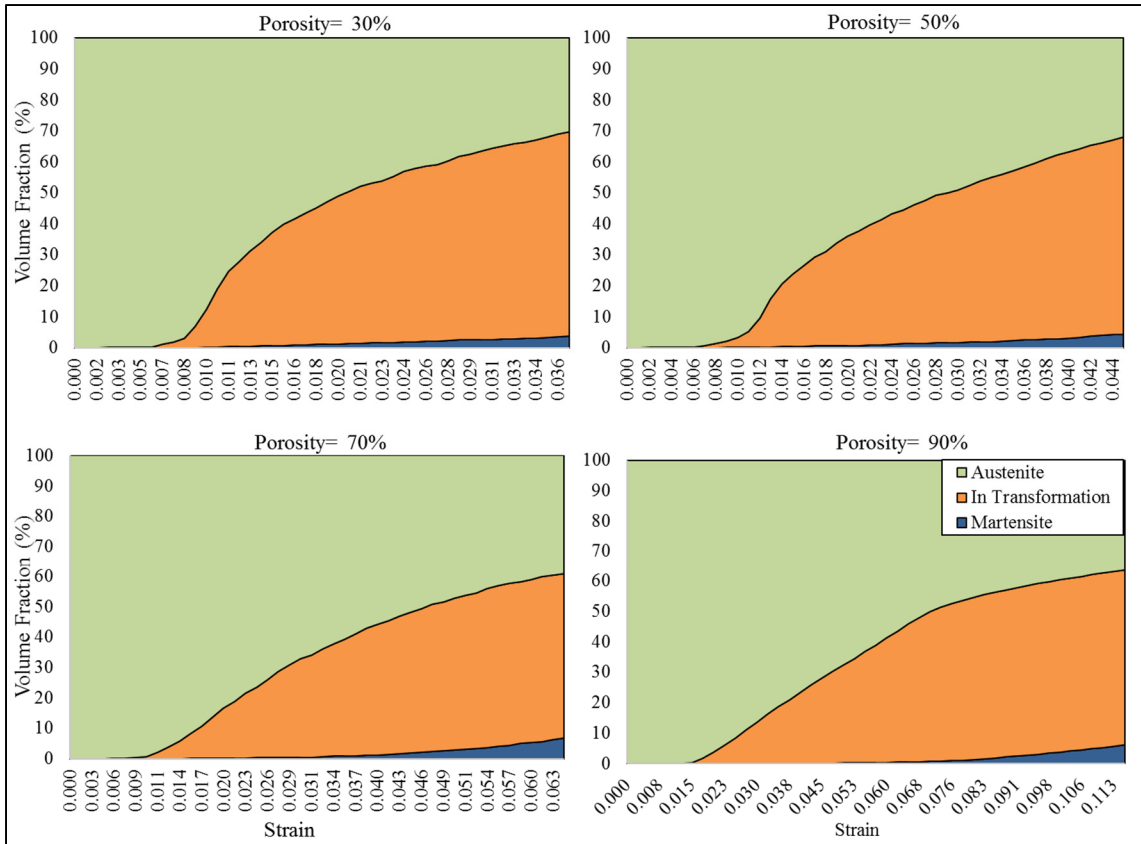 Porosity= 30%
Volume Fraction (%)
100
90
80
70
60
50
40
30
20
10
0
0.000 0.002 0.003 0.005 0.007 0.008 0.010 0.011 0.013 0.015 0.016 0.018 0.020 0.021 0.023 0.024 0.026 0.028 0.029 0.031 0.033 0.034 0.036
Porosity= 50%
100
90
80
70
60
50
40
30
20
10
0
0.000 0.002 0.004 0.006 0.008 0.010 0.012 0.014 0.016 0.018 0.020 0.022 0.024 0.026 0.028 0.030 0.032 0.034 0.036 0.038 0.040 0.042 0.044
Porosity= 70%
Volume Fraction (%)
100
90
80
70
60
50
40
30
20
10
0
0.000 0.003 0.006 0.009 0.011 0.014 0.017 0.020 0.023 0.026 0.029 0.031 0.034 0.037 0.040 0.043 0.046 0.049 0.051 0.054 0.057 0.060 0.063
Strain
Porosity= 90%
100
90
80
70
60
50
40
30
20
10
0
Austenite
In Transformation
Martensite
0.000 0.008 0.015 0.023 0.030 0.038 0.045 0.053 0.060 0.068 0.076 0.083 0.091 0.098 0.106 0.113
Strain